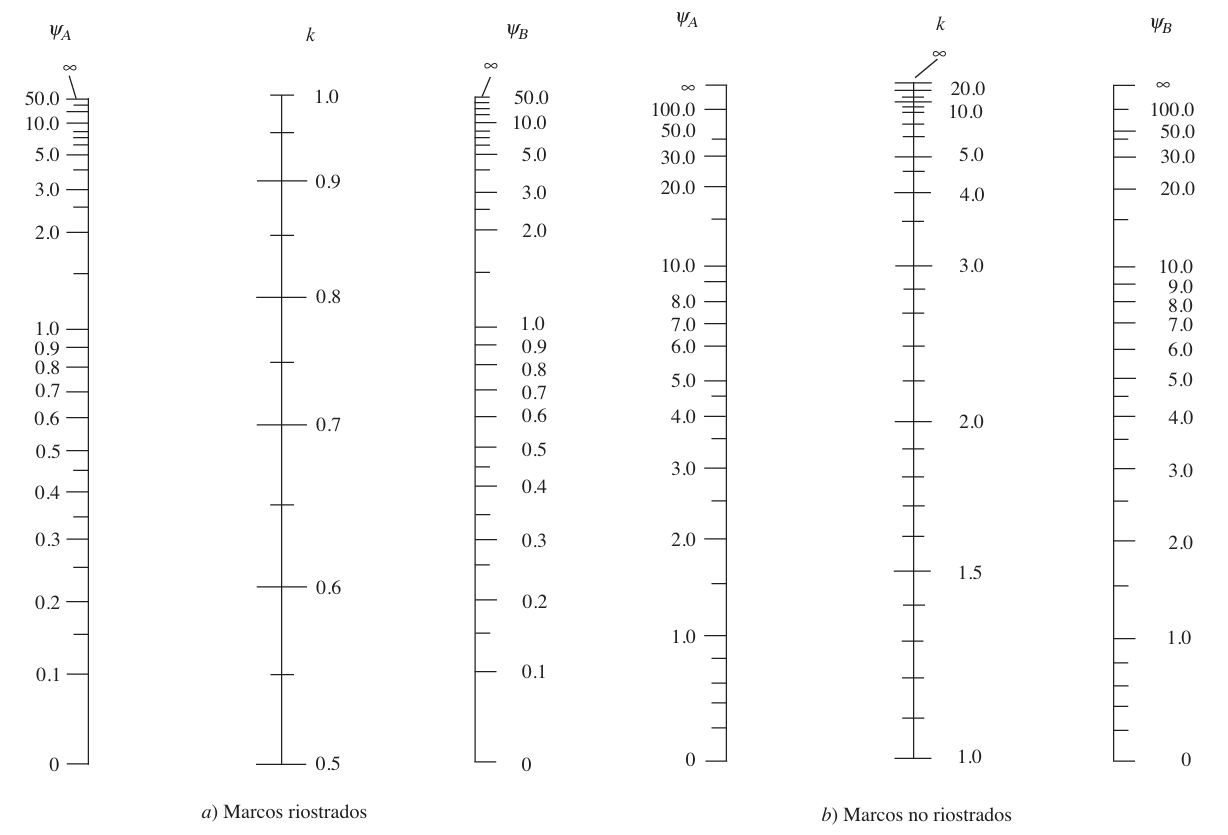 ψA k ψB
∞ ∞
50.0 1.0 50.0
10.0 10.0
5.0 5.0
0.9
3.0 3.0
2.0 2.0
0.8
1.0 1.0
0.9 0.9
0.8 0.8
0.7 0.7
0.6 0.7 0.6
0.5 0.5
0.4 0.4
0.3 0.3
0.2 0.6 0.2
0.1 0.1
0 0.5 0
a) Marcos riostrados
ψA k ψB
∞
∞ 20.0 ∞
100.0 10.0 100.0
50.0 50.0
30.0 5.0 30.0
20.0 4.0 20.0
10.0 3.0 10.0
9.0
8.0 8.0
7.0 7.0
6.0 6.0
5.0 5.0
4.0 2.0 4.0
3.0 3.0
2.0 2.0
1.5
1.0 1.0
0 1.0 0
b) Marcos no riostrados